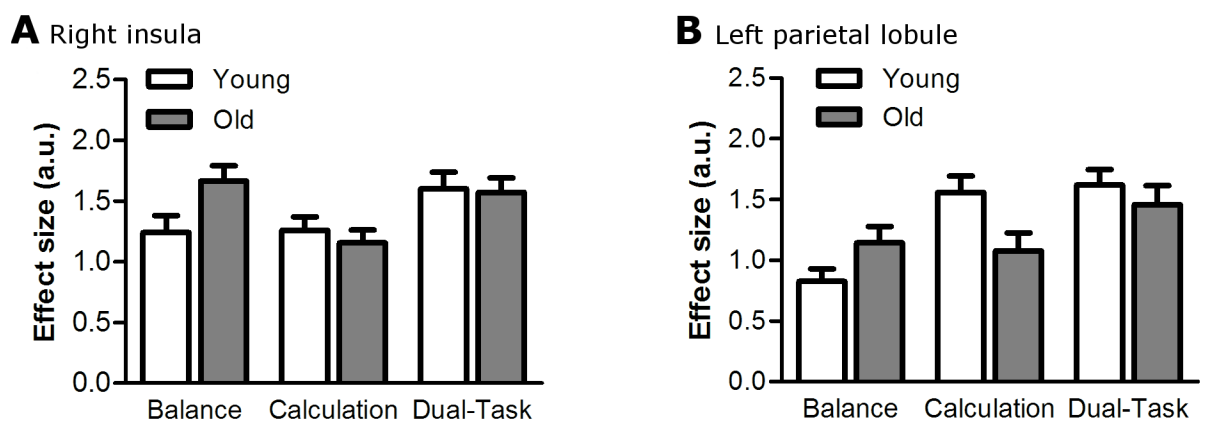 A Right insula
Effect size (a.u.)
2.5
2.0
1.5
1.0
0.5
0.0
Young
Old
Balance Calculation Dual-Task
B Left parietal lobule
Effect size (a.u.)
2.5
2.0
1.5
1.0
0.5
0.0
Young
Old
Balance Calculation Dual-Task